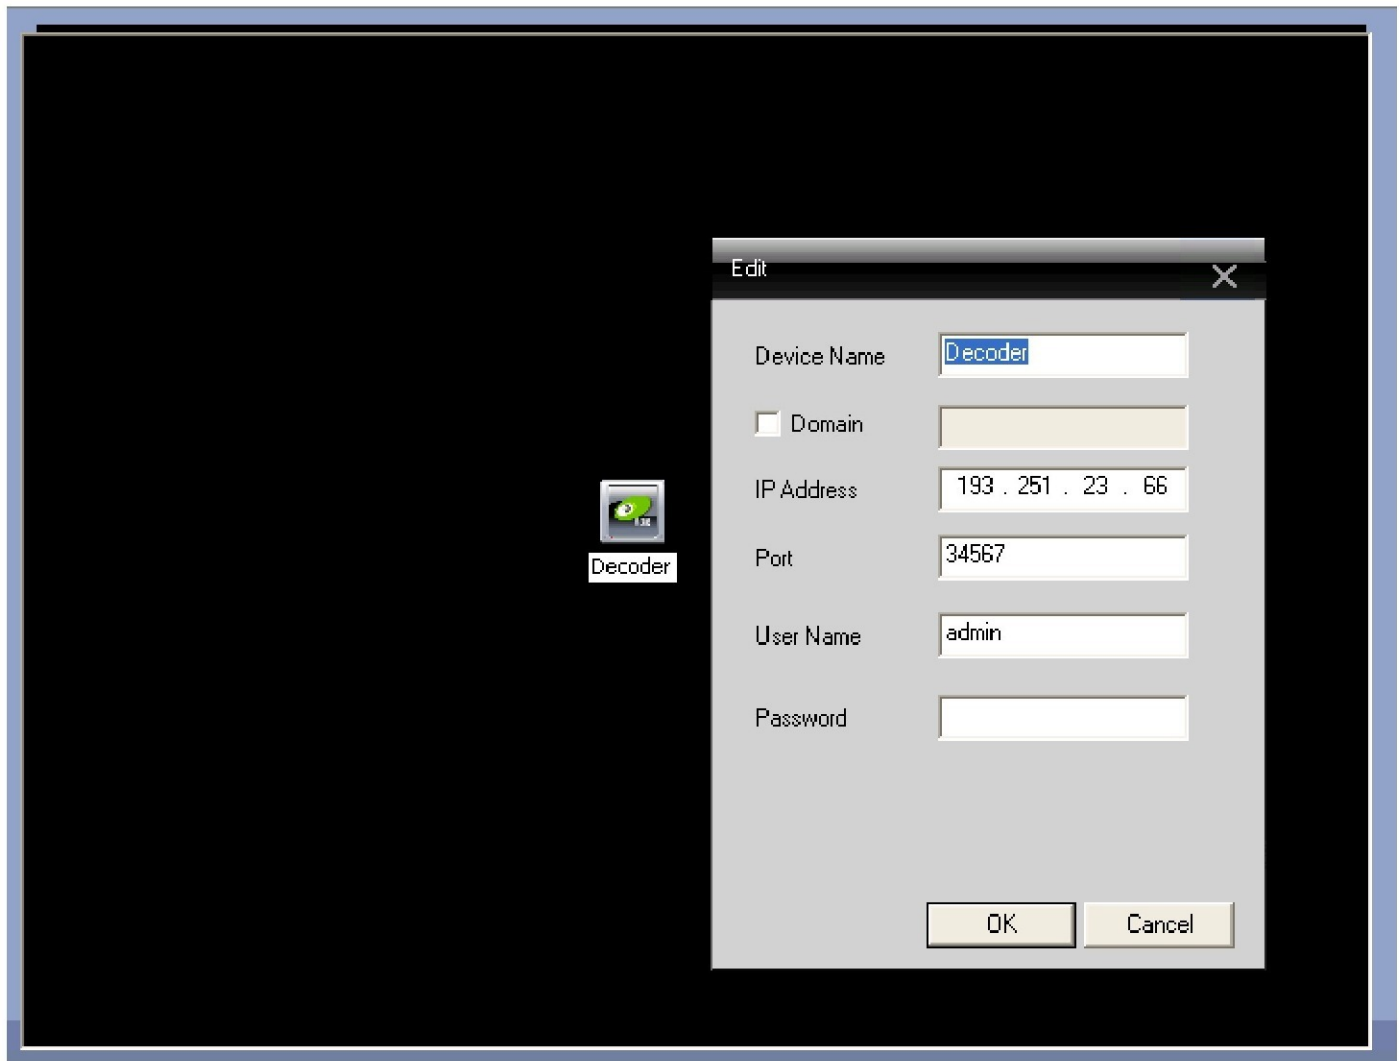 Edit
Device Name Decoder
Domain
IP Address 193 . 251 . 23 . 66
Decoder
Port 34567
User Name admin
Password
OK Cancel